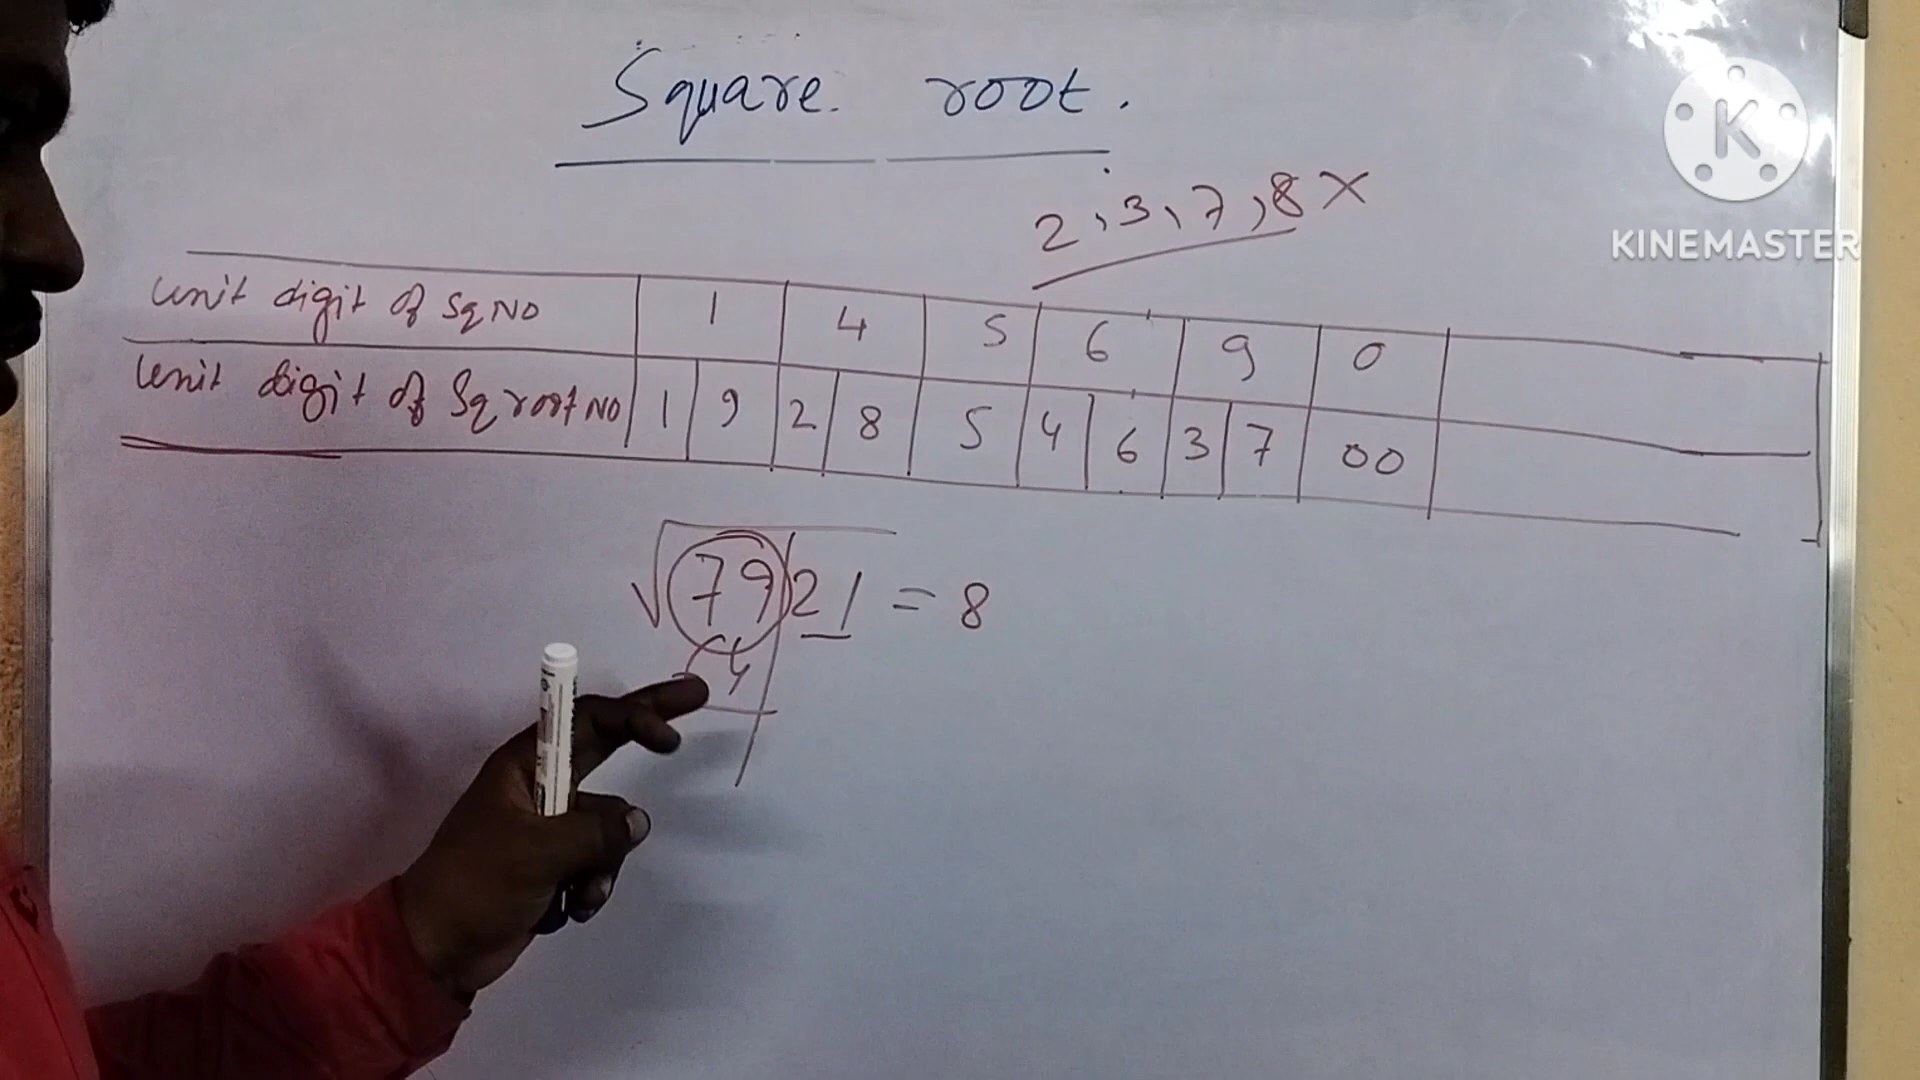 Square root.
2,3,7,8 X
K
KINEMASTER
Unit digit of Sq NO 1 4 5 6 9 0
Unit digit of Sq root NO 1 9 2 8 5 4 6 3 7 00
√7921 = 8
64